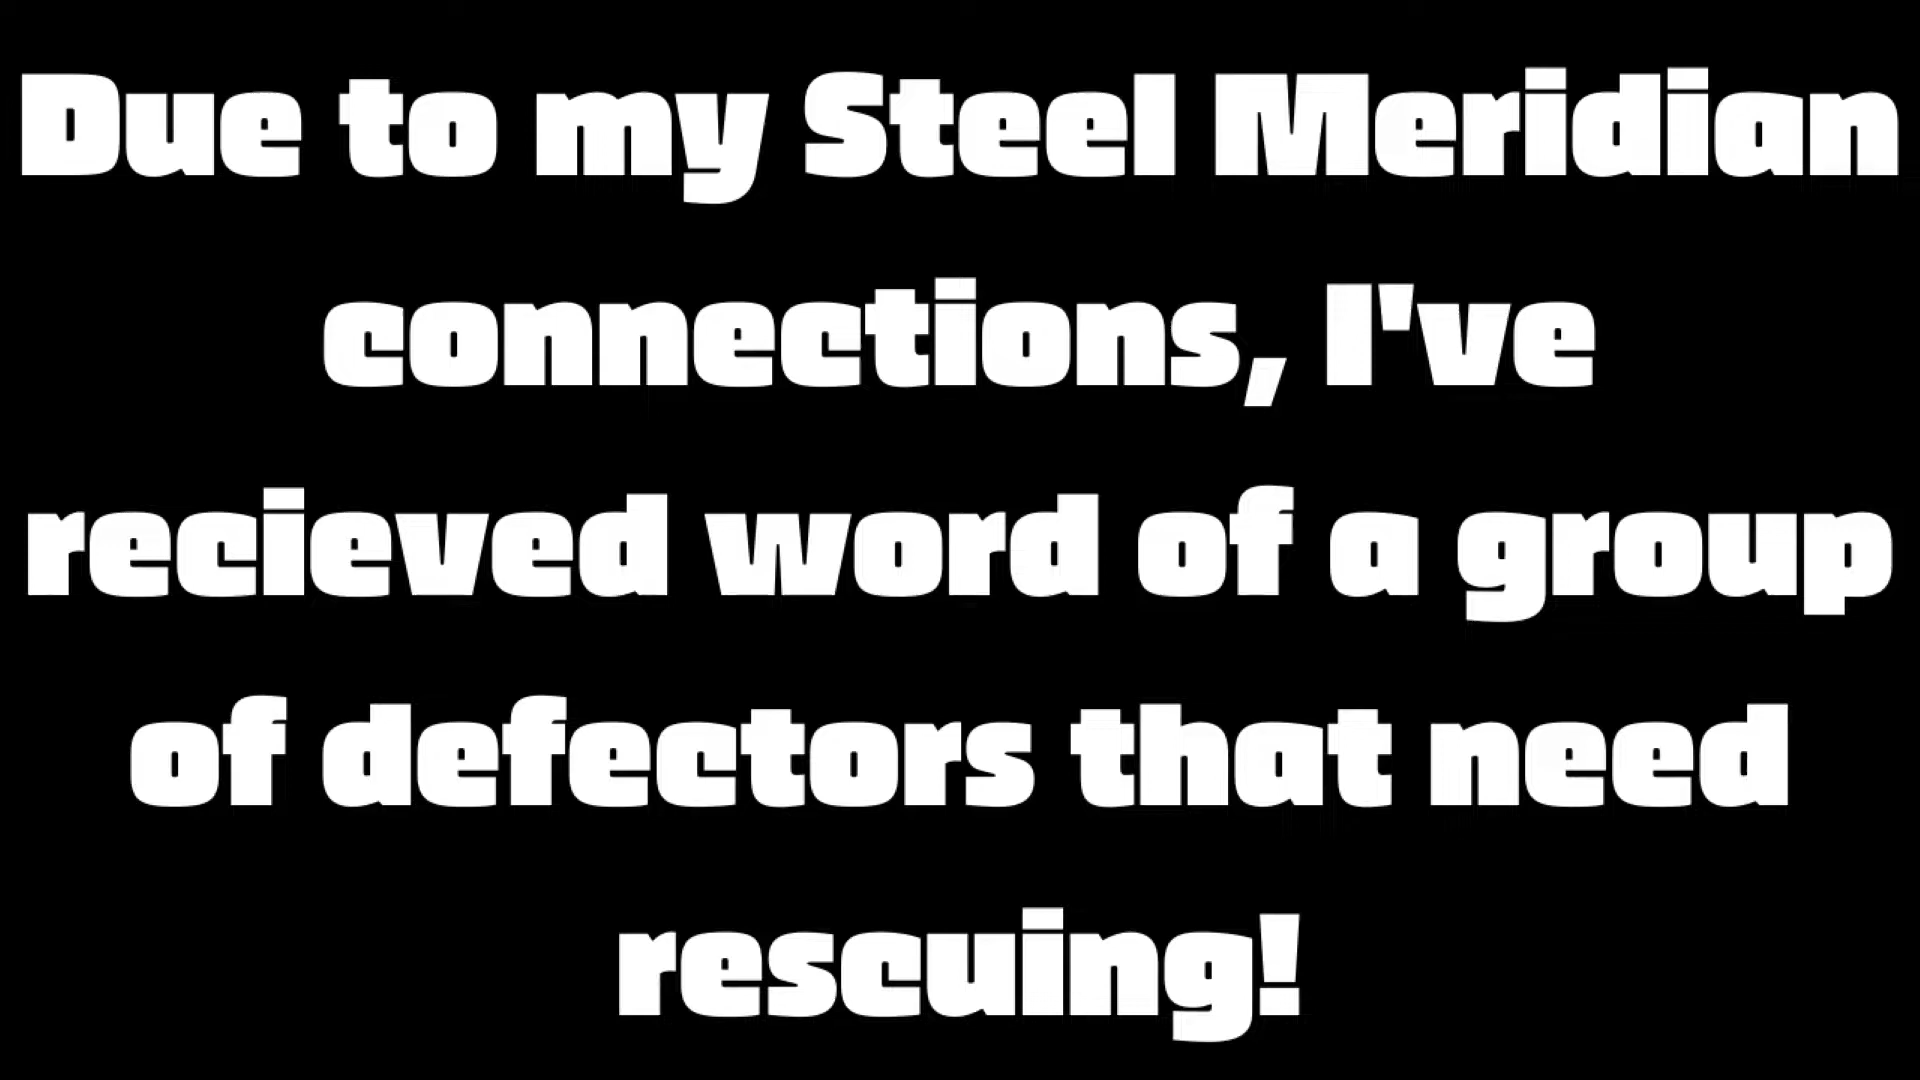 Due to my Steel Meridian
connections, I've
recieved word of a group
of defectors that need
rescuing!